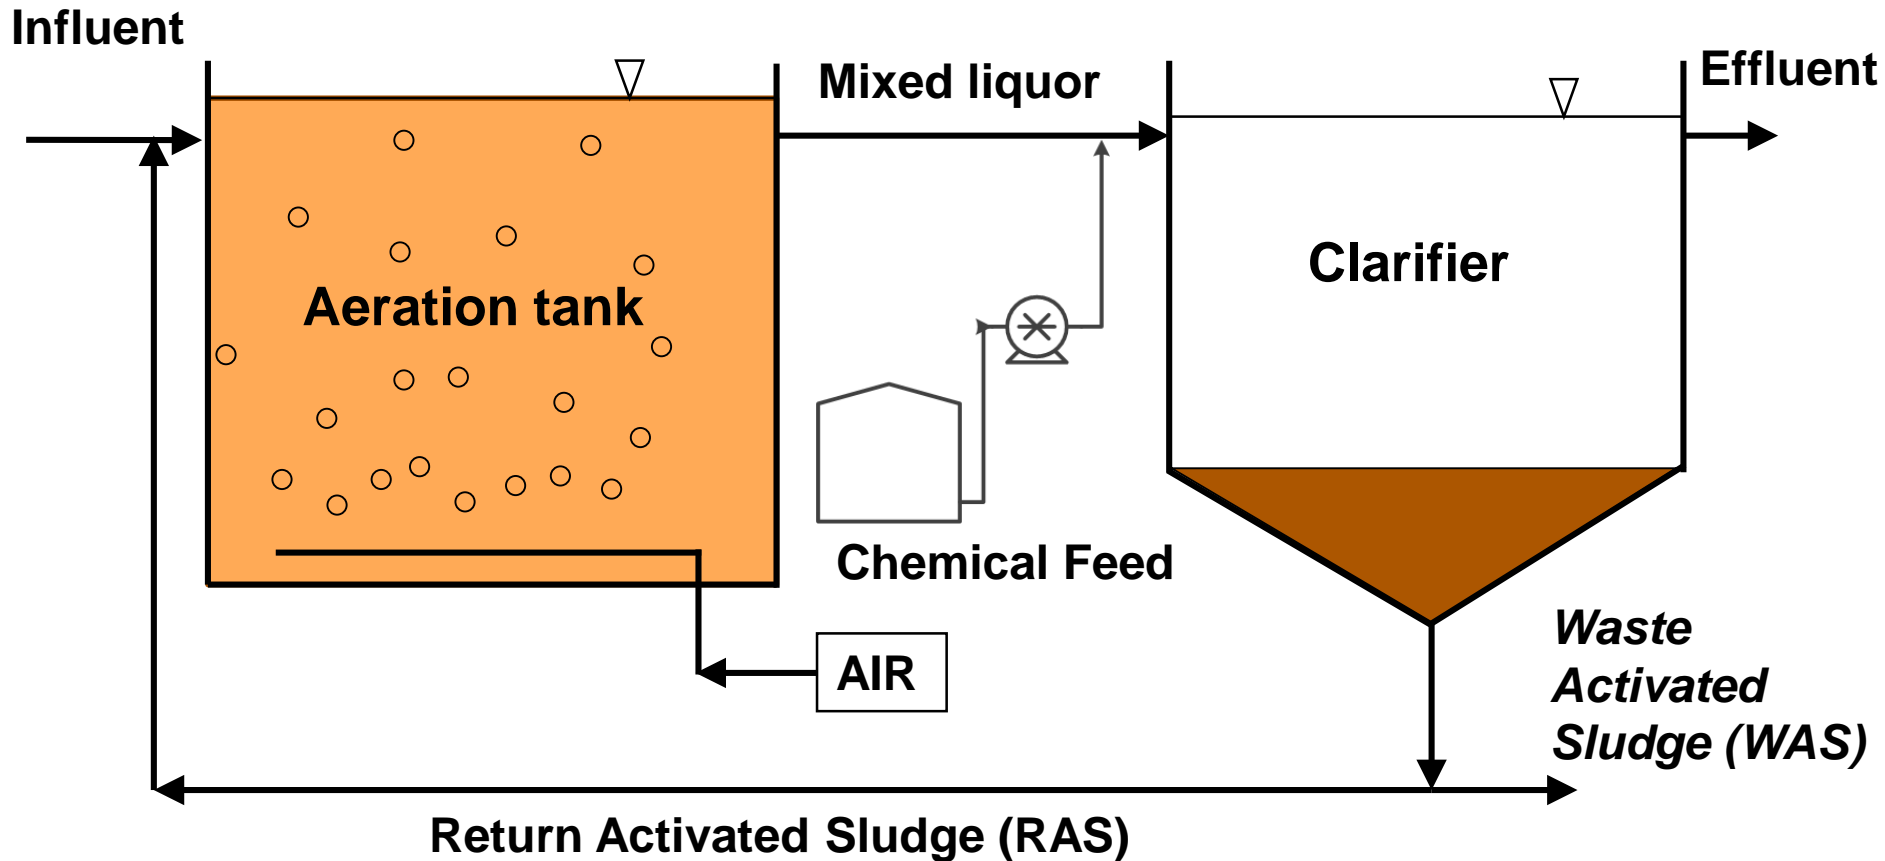 Influent
Mixed liquor
Effluent
Aeration tank
Clarifier
Chemical Feed
AIR
Waste
Activated
Sludge (WAS)
Return Activated Sludge (RAS)